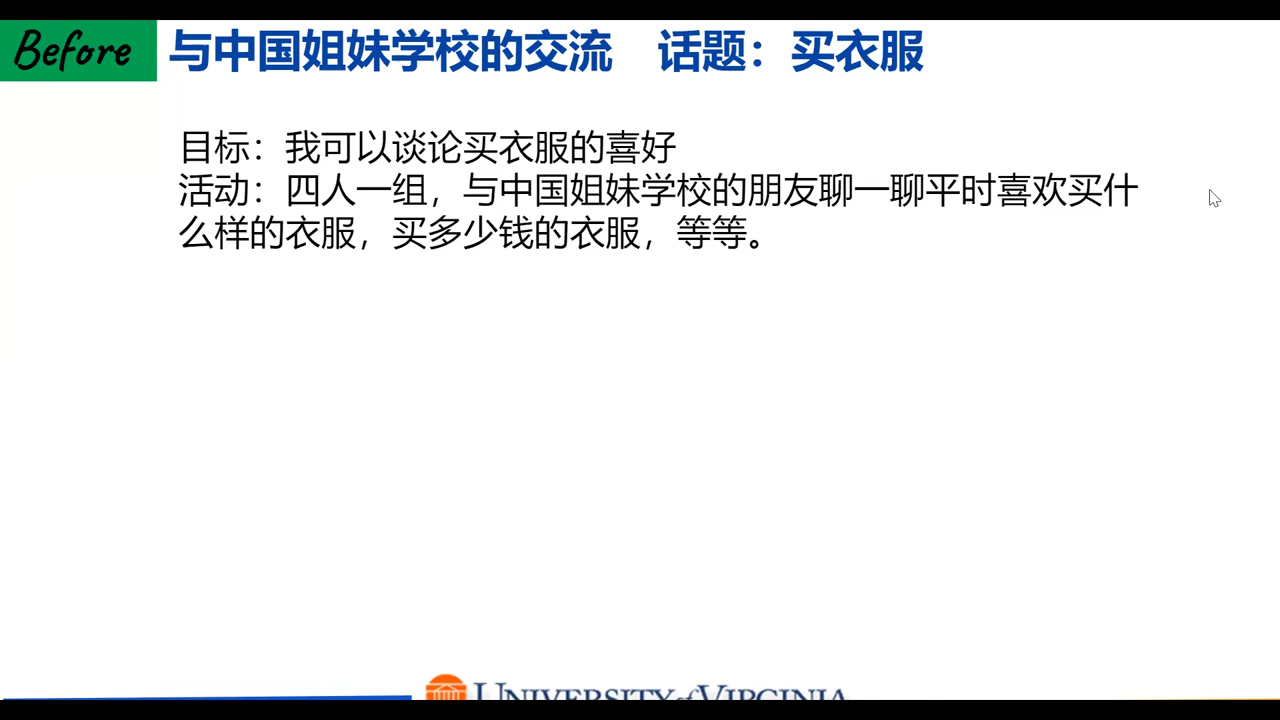 Before
与中国姐妹学校的交流 话题：买衣服
目标：我可以谈论买衣服的喜好
活动：四人一组，与中国姐妹学校的朋友聊一聊平时喜欢买什
么样的衣服，买多少钱的衣服，等等。
UNIVERSITY of VIRGINIA